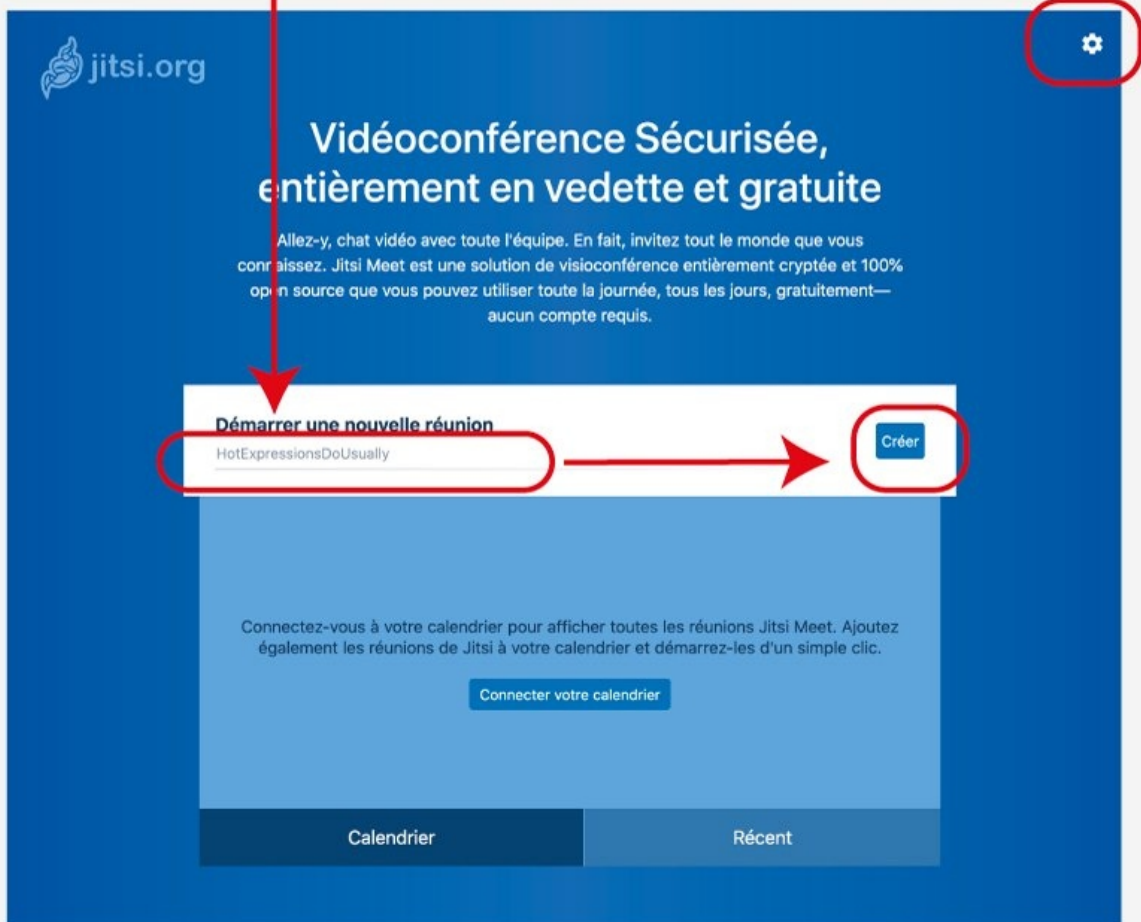 jitsi.org
Vidéoconférence Sécurisée,
entièrement en vedette et gratuite
Allez-y, chat vidéo avec toute l'équipe. En fait, invitez tout le monde que vous
connaissez. Jitsi Meet est une solution de visioconférence entièrement cryptée et 100%
open source que vous pouvez utiliser toute la journée, tous les jours, gratuitement—
aucun compte requis.
Démarrer une nouvelle réunion
HotExpressionsDoUsually
Créer
Connectez-vous à votre calendrier pour afficher toutes les réunions Jitsi Meet. Ajoutez
également les réunions de Jitsi à votre calendrier et démarrez-les d'un simple clic.
Connecter votre calendrier
Calendrier
Récent